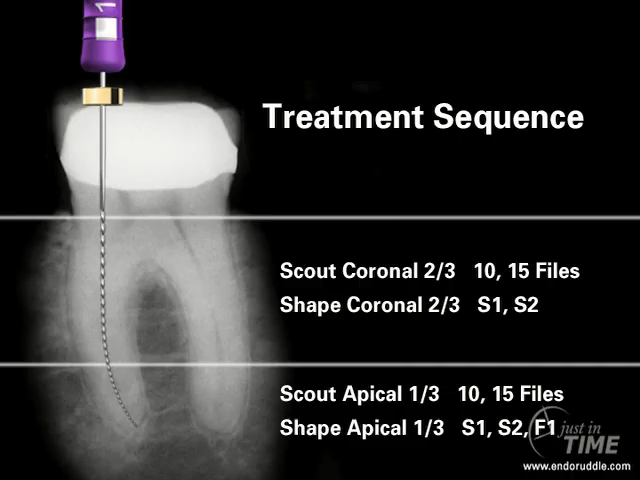 1
Treatment Sequence
Scout Coronal 2/3 10, 15 Files
Shape Coronal 2/3 S1, S2
Scout Apical 1/3 10, 15 Files
Shape Apical 1/3 S1, S2, F1
just in
TIME
www.endoruddle.com